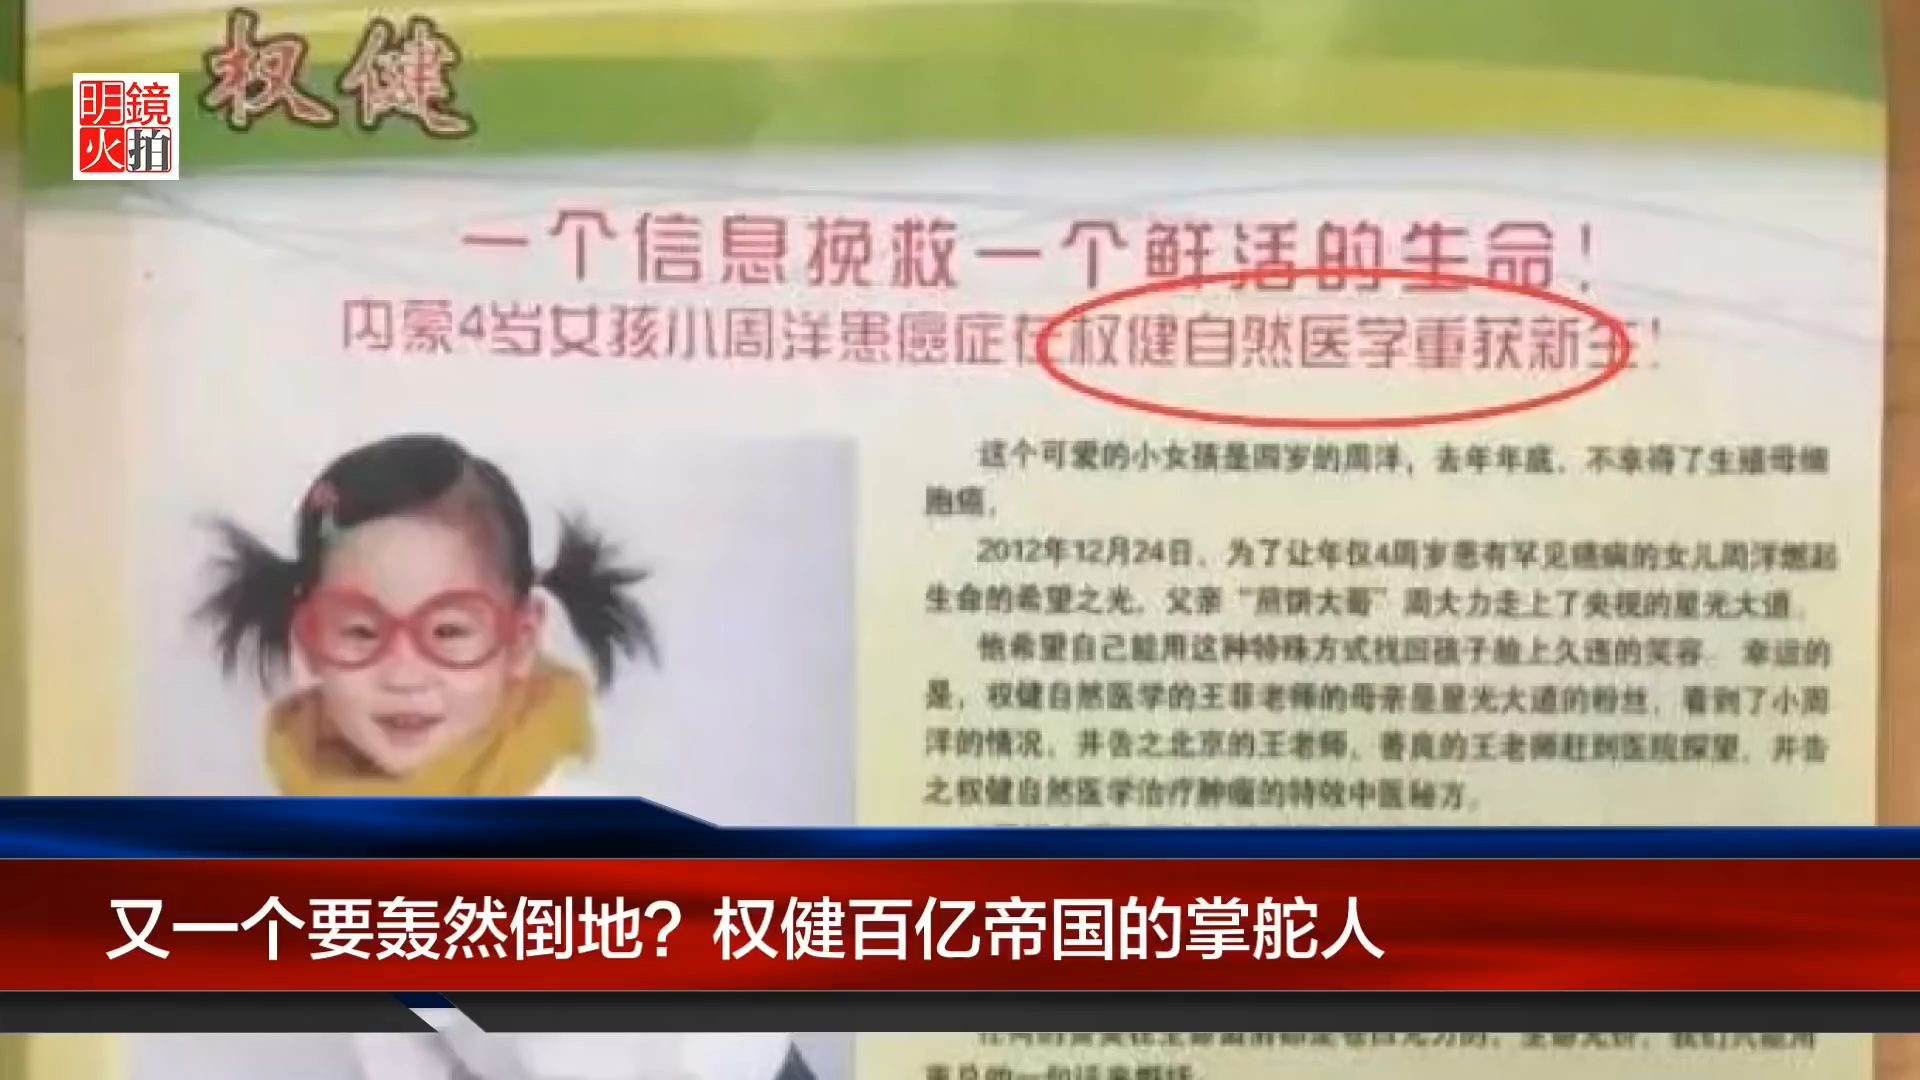 权健
明鏡
火拍
一个信息挽救一个鲜活的生命!
内蒙4岁女孩小周洋患癌症在权健自然医学重获新生!
这个可爱的小女孩是四岁的周洋，去年年底，不幸得了生殖母细
胞癌，
2012年12月24日，为了让年仅4周岁患有罕见癌病的女儿周洋燃起
生命的希望之光，父亲“煎饼大哥”周大力走上了央视的星光大道
他希望自己能用这种特殊方式找回孩子脸上久违的笑容 幸运的
是，权健自然医学的王菲老师的母亲是星光大道的粉丝，看到了小周
洋的情况，并告之北京的王老师，善良的王老师赶到医院探望，并告
之权健自然医学治疗肿瘤的特效中医秘方，
又一个要轰然倒地？权健百亿帝国的掌舵人